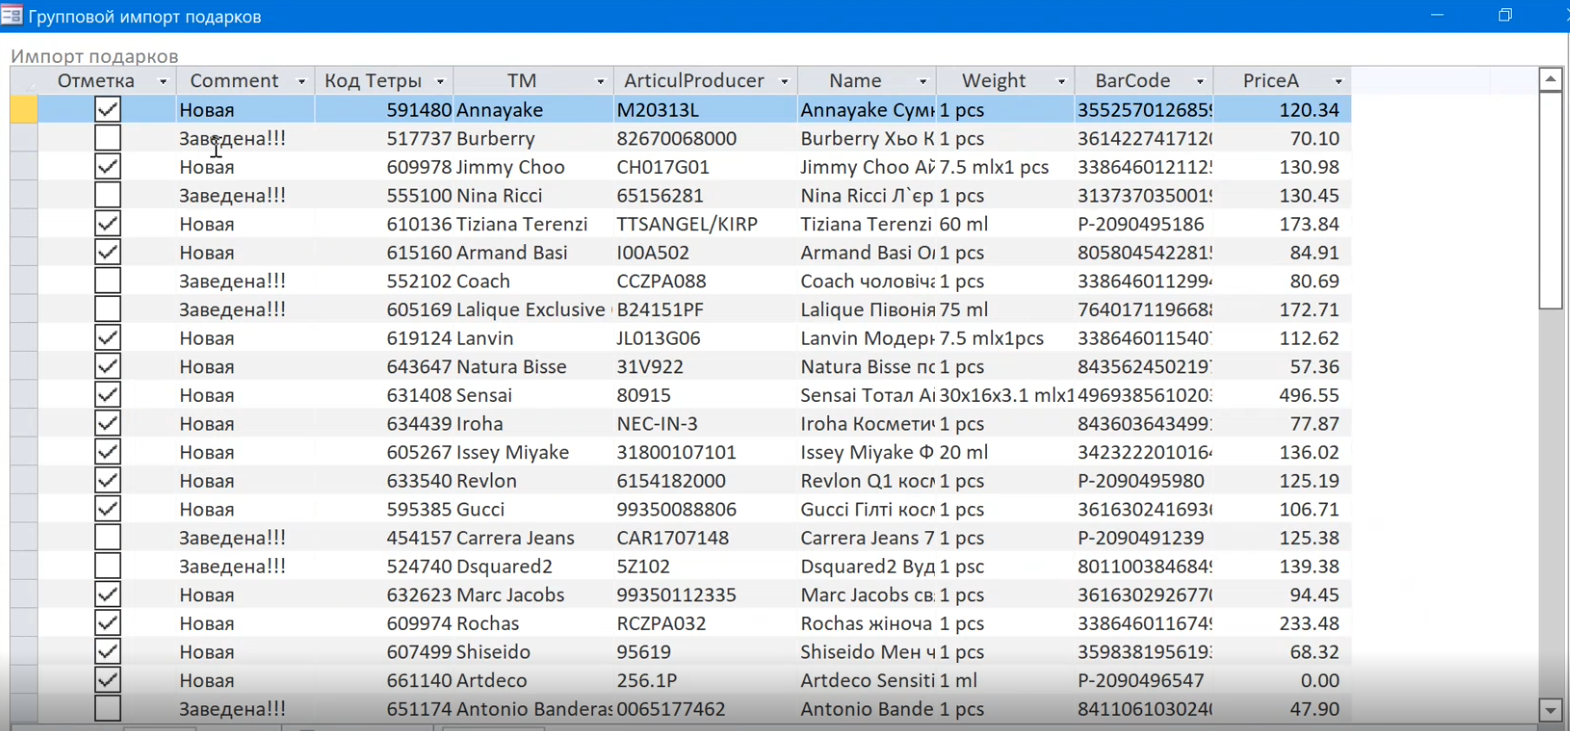 Групповой импорт подарков
Импорт подарков
Отметка Comment Код Тетры TM ArticulProducer Name Weight BarCode PriceA
Новая 591480 Annayake M20313L Annayake Сумк 1 pcs 3552570126859 120.34
Заведена!!! 517737 Burberry 82670068000 Burberry Хьо К 1 pcs 3614227417120 70.10
Новая 609978 Jimmy Choo CH017G01 Jimmy Choo Ай 7.5 mlx1 pcs 338646012112 130.98
Заведена!!! 555100 Nina Ricci 65156281 Nina Ricci Л`єр 1 pcs 3137370350019 130.45
Новая 610136 Tiziana Terenzi TTSANGEL/KIRP Tiziana Terenzi 60 ml P-2090495186 173.84
Новая 615160 Armand Basi I00A502 Armand Basi 1 pcs 805804542281 84.91
Заведена!!! 552102 Coach CCZPA088 Coach чоловіча 1 pcs 338646011299 80.69
Заведена!!! 605169 Lalique Exclusive B24151PF Lalique Півонія 75 ml 764017119668 172.71
Новая 619124 Lanvin JL013G06 Lanvin Модерн 7.5 mlx1pcs 338646011540 112.62
Новая 643647 Natura Bisse 31V922 Natura Bisse по 1 pcs 843562450219 57.36
Новая 631408 Sensai 80915 Sensai Тотал Ai 30x16x3.1 mlx1 496938561020 496.55
Новая 634439 Iroha NEC-IN-3 Iroha Космети 1 pcs 843603643499 77.87
Новая 605267 Issey Miyake 31800107101 Issey Miyake Ф 20 ml 342322201016 136.02
Новая 633540 Revlon 6154182000 Revlon Q1 косм 1 pcs P-2090495980 125.19
Новая 595385 Gucci 99350088806 Gucci Гілті косм 1 pcs 361630241693 106.71
Заведена!!! 454157 Carrera Jeans CAR1707148 Carrera Jeans 7 1 pcs P-2090491239 125.38
Заведена!!! 524740 Dsquared2 5Z102 Dsquared2 Вуд 1 psc 801100384684 139.38
Новая 632623 Marc Jacobs 99350112335 Marc Jacobs св 1 pcs 361630292677 94.45
Новая 609974 Rochas RCZPA032 Rochas жіноча 1 pcs 338646011674 233.48
Новая 607499 Shiseido 95619 Shiseido Мен ч 1 pcs 359838195619 68.32
Новая 661140 Artdeco 256.1P Artdeco Sensiti 1 ml P-2090496547 0.00
Заведена!!! 651174 Antonio Banderas 0065177462 Antonio Bande 1 pcs 841106103024 47.90